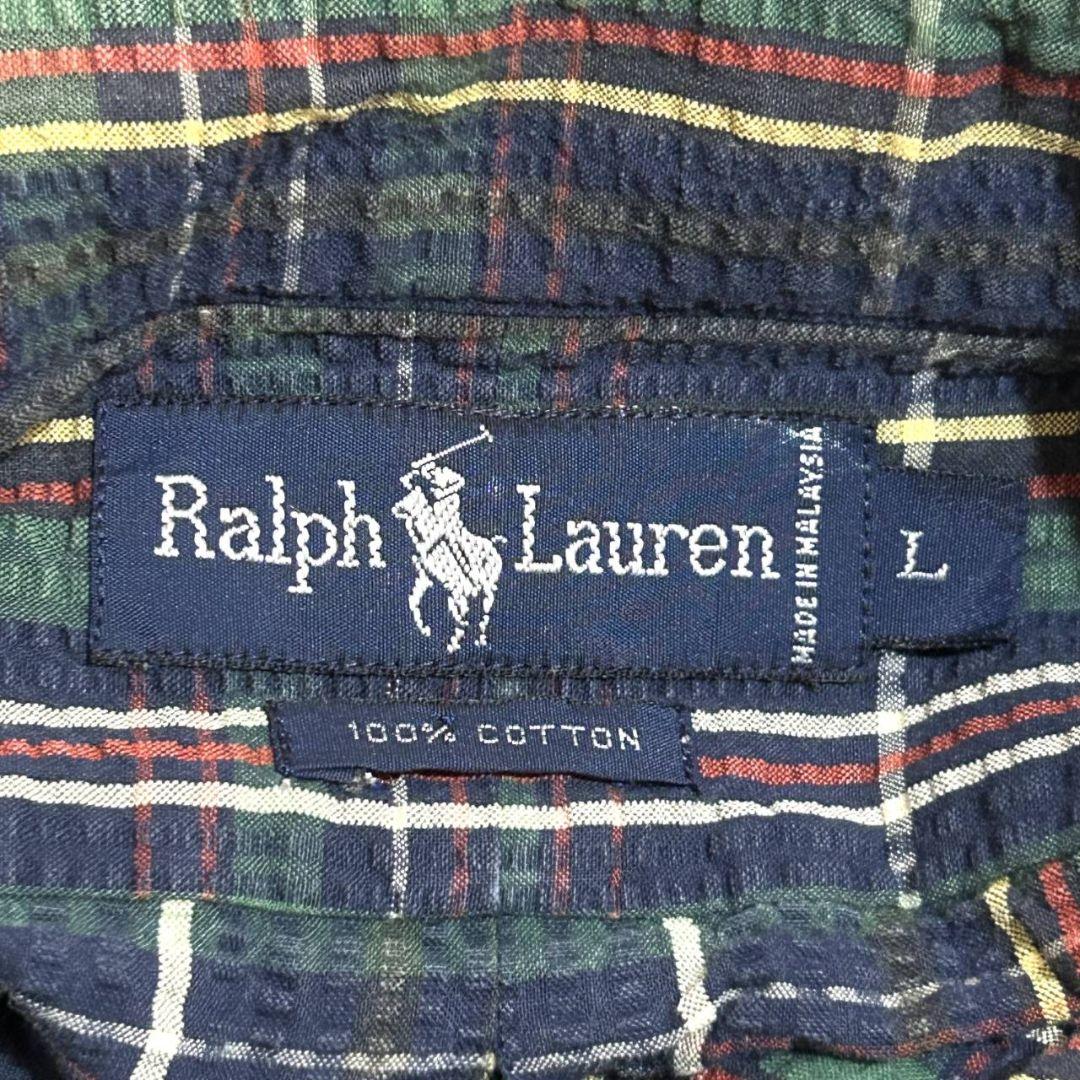 Ralph Lauren
MADE IN MALAYSIA
L
100% COTTON